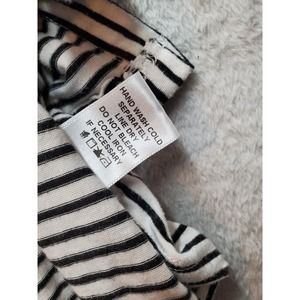 HAND WASH COLD
SEPARATELY
LINE DRY
DO NOT BLEACH
COOL IRON
IF NECESSARY